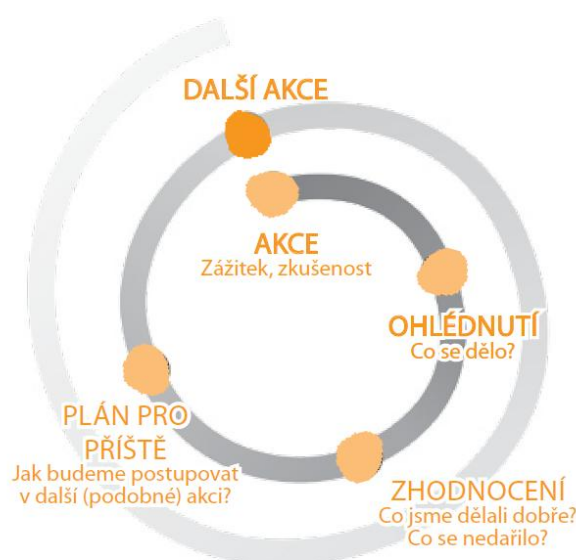 DALŠÍ AKCE
AKCE
Zážitek, zkušenost
OHLÉDNUTÍ
Co se dělo?
ZHODNOCENÍ
Co jsme dělali dobře?
Co se nedařilo?
PLÁN PRO
PŘÍŠTĚ
Jak budeme postupovat
v další (podobné) akci?